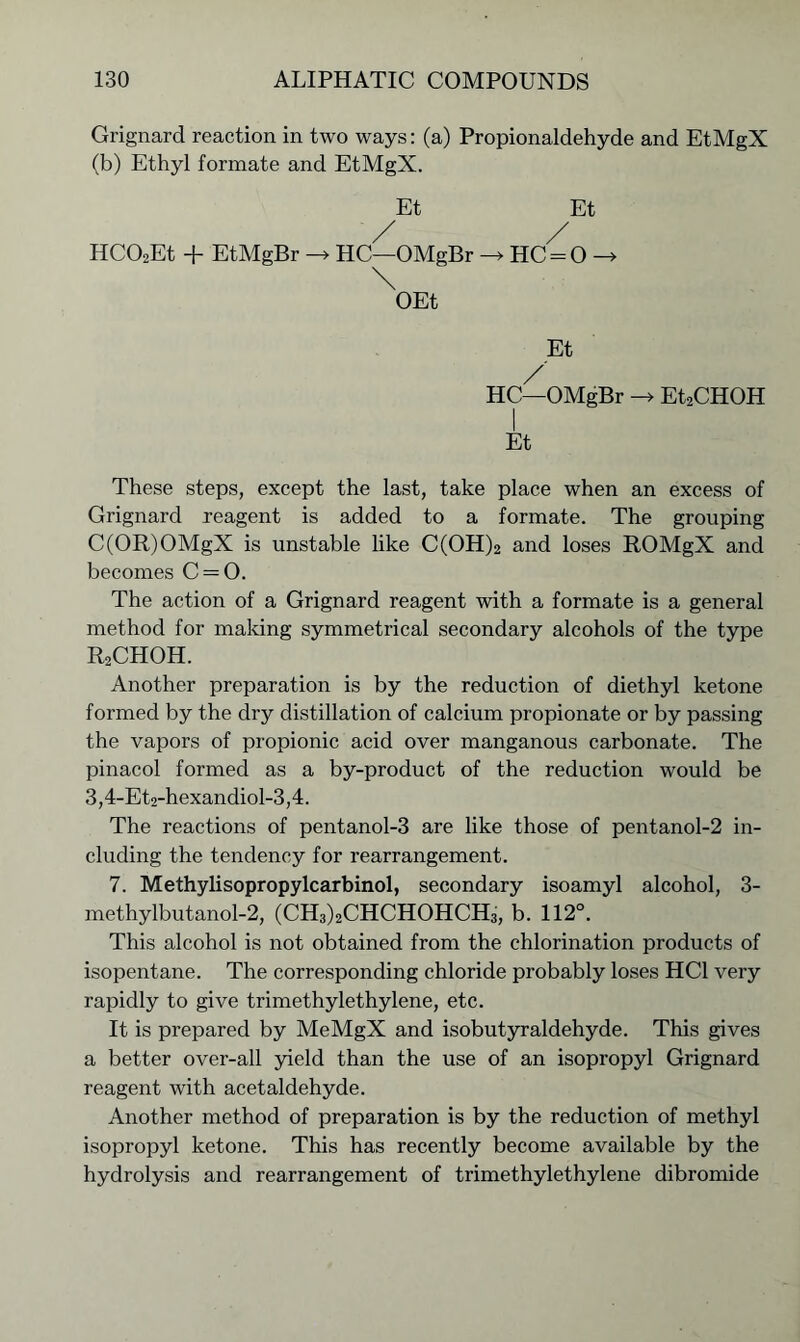 130 ALIPHATIC COMPOUNDS
Grignard reaction in two ways: (a) Propionaldehyde and EtMgX
(b) Ethyl formate and EtMgX.
Et Et
/ /
HCO₂Et + EtMgBr → HC—OMgBr → HC=O →
\
OEt
Et
/
HC—OMgBr → Et₂CHOH
|
Et
These steps, except the last, take place when an excess of
Grignard reagent is added to a formate. The grouping
C(OR)OMgX is unstable like C(OH)₂ and loses ROMgX and
becomes C=O.
The action of a Grignard reagent with a formate is a general
method for making symmetrical secondary alcohols of the type
R₂CHOH.
Another preparation is by the reduction of diethyl ketone
formed by the dry distillation of calcium propionate or by passing
the vapors of propionic acid over manganous carbonate. The
pinacol formed as a by-product of the reduction would be
3,4-Et₂-hexandiol-3,4.
The reactions of pentanol-3 are like those of pentanol-2 in-
cluding the tendency for rearrangement.
7. Methylisopropylcarbinol, secondary isoamyl alcohol, 3-
methylbutanol-2, (CH₃)₂CHCHOHCH₃, b. 112°.
This alcohol is not obtained from the chlorination products of
isopentane. The corresponding chloride probably loses HCl very
rapidly to give trimethylethylene, etc.
It is prepared by MeMgX and isobutyraldehyde. This gives
a better over-all yield than the use of an isopropyl Grignard
reagent with acetaldehyde.
Another method of preparation is by the reduction of methyl
isopropyl ketone. This has recently become available by the
hydrolysis and rearrangement of trimethylethylene dibromide